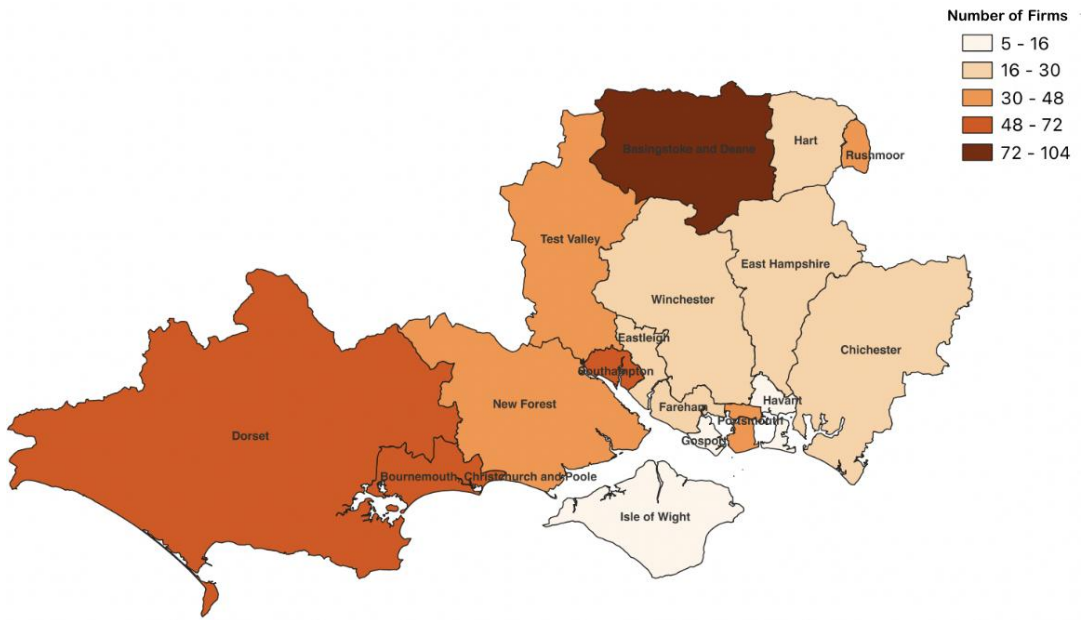 Number of Firms
5 - 16
16 - 30
30 - 48
48 - 72
72 - 104
Basingstoke and Deane
Hart
Rushmoor
Test Valley
East Hampshire
Winchester
Eastleigh
Chichester
Southampton
Havant
New Forest
Fareham
Portsmouth
Dorset
Gosport
Bournemouth, Christchurch and Poole
Isle of Wight